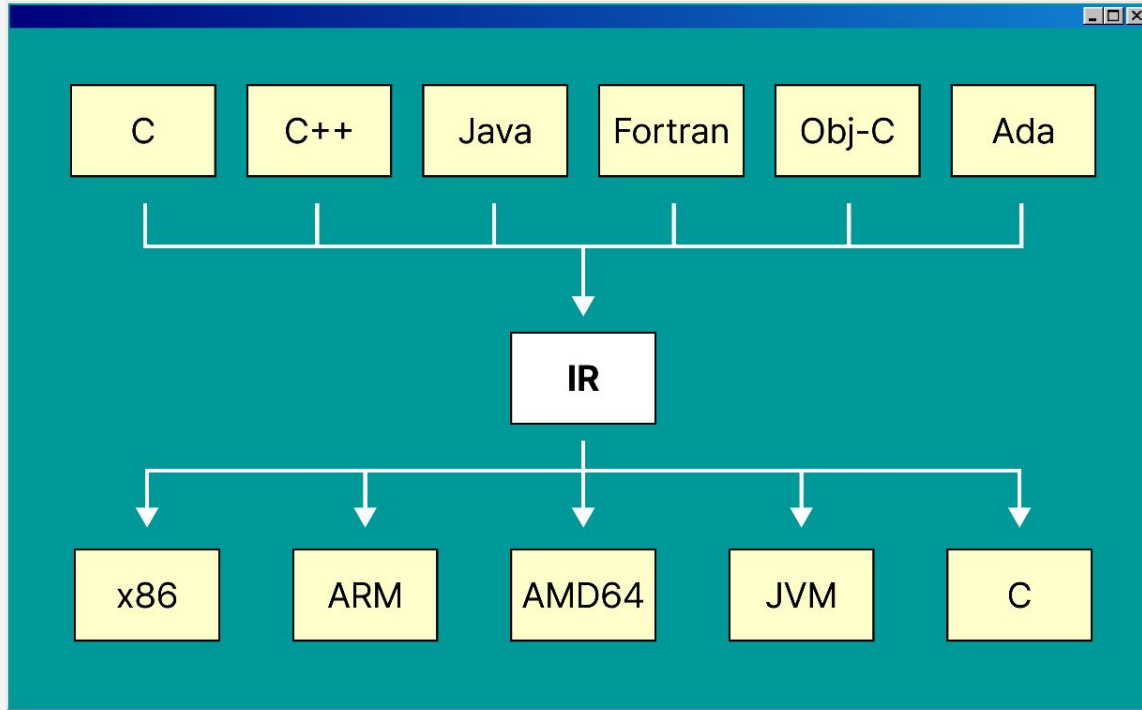 C
C++
Java
Fortran
Obj-C
Ada
IR
x86
ARM
AMD64
JVM
C